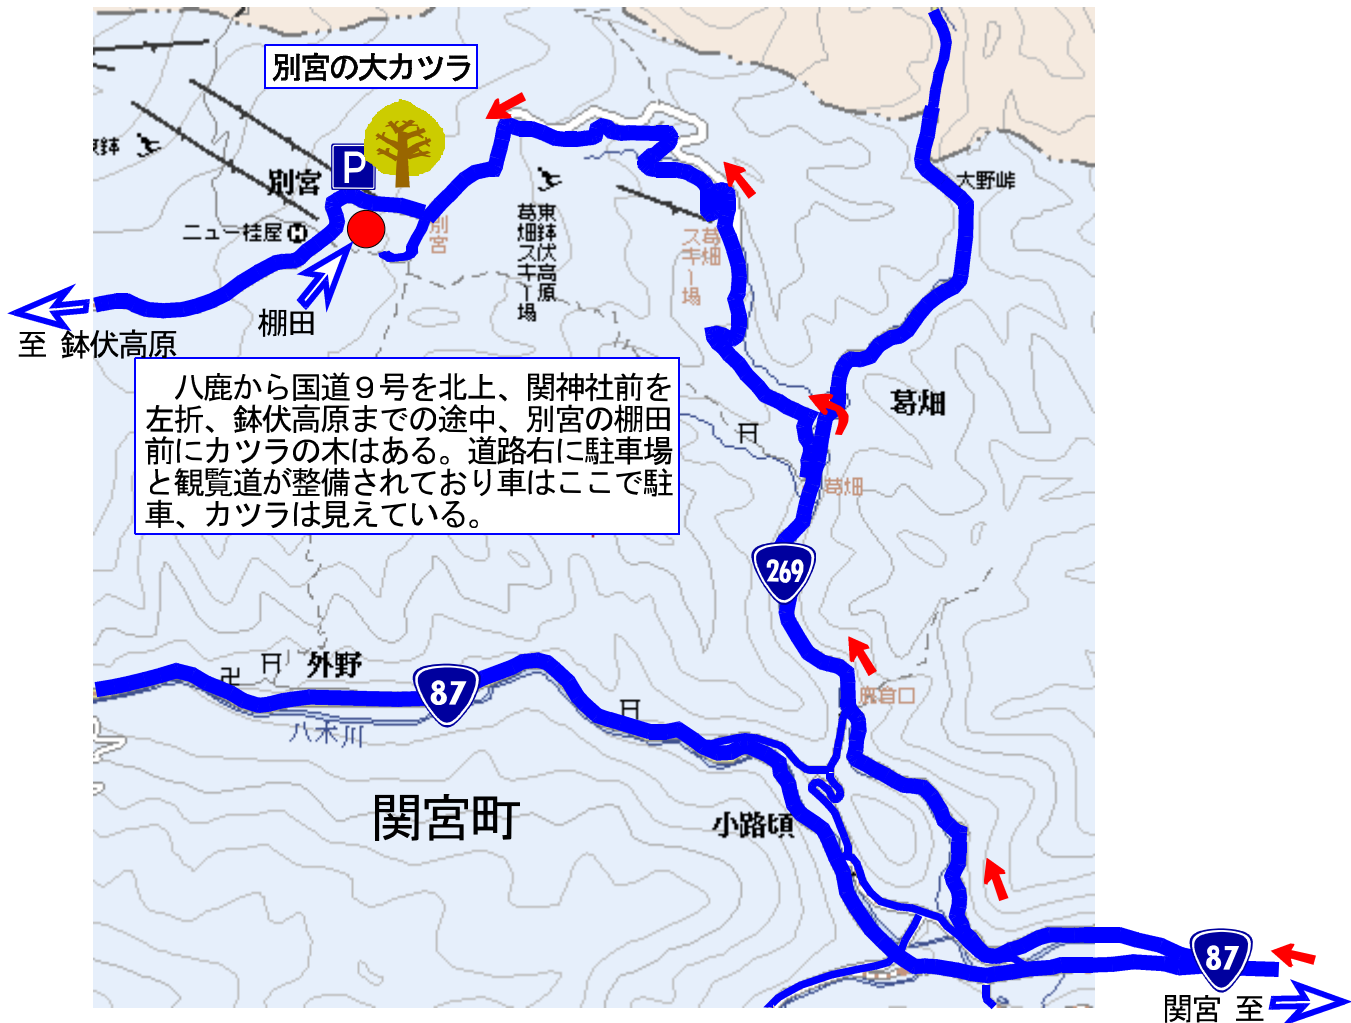 別宮の大カツラ
東鉢
P
別宮
大野峠
ニュー桂屋
別宮
東鉢伏高原
葛畑スキー場
葛畑
スキー場
棚田
至 鉢伏高原
八鹿から国道９号を北上、関神社前を
左折、鉢伏高原までの途中、別宮の棚田
前にカツラの木はある。道路右に駐車場
と観覧道が整備されており車はここで駐
車、カツラは見えている。
葛畑
葛畑
269
外野
87
八木川
関宮町
小路頃
87
関宮 至